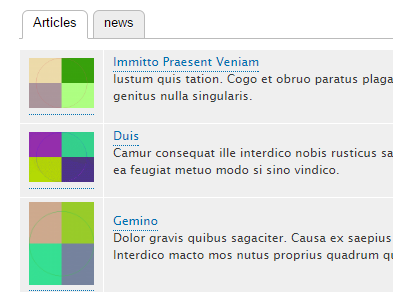 Articles news
Immitto Praesent Veniam
Iustum quis tation. Cogo et obruo paratus plaga
genitus nulla singularis.
Duis
Camur consequat ille interdico nobis rusticus sa
ea feugiat metuo modo si sino vindico.
Gemino
Dolor gravis quibus sagaciter. Causa ex saepius
Interdico macto mos nutus proprius quadrum qu